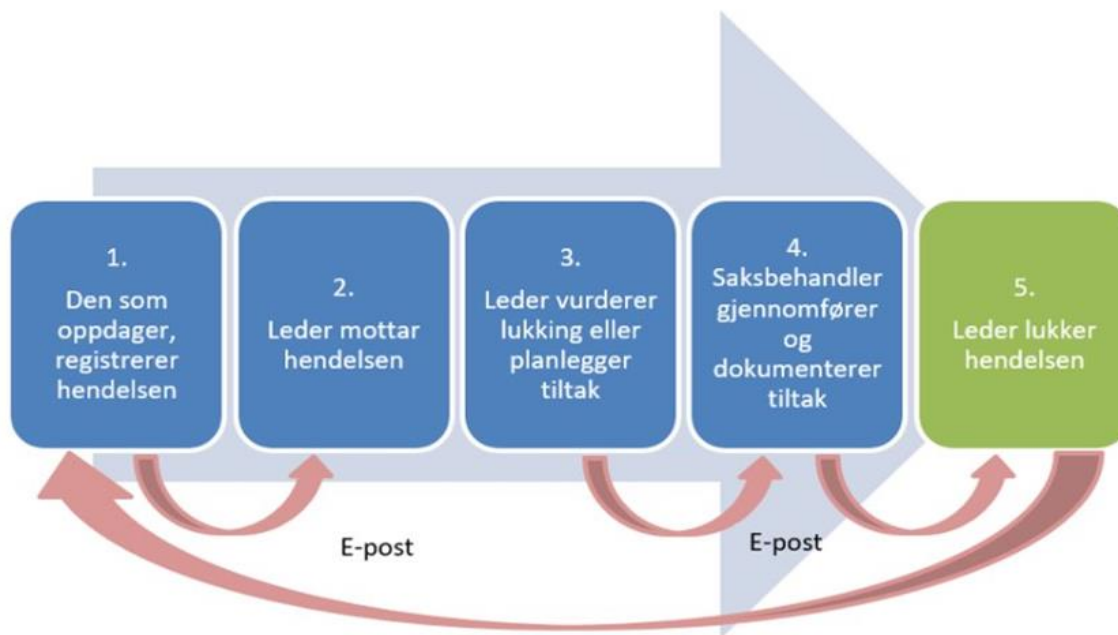 1.
Den som
oppdager,
registrerer
hendelsen
2.
Leder mottar
hendelsen
3.
Leder vurderer
lukking eller
planlegger
tiltak
4.
Saksbehandler
gjennomfører
og
dokumenterer
tiltak
5.
Leder lukker
hendelsen
E-post
E-post